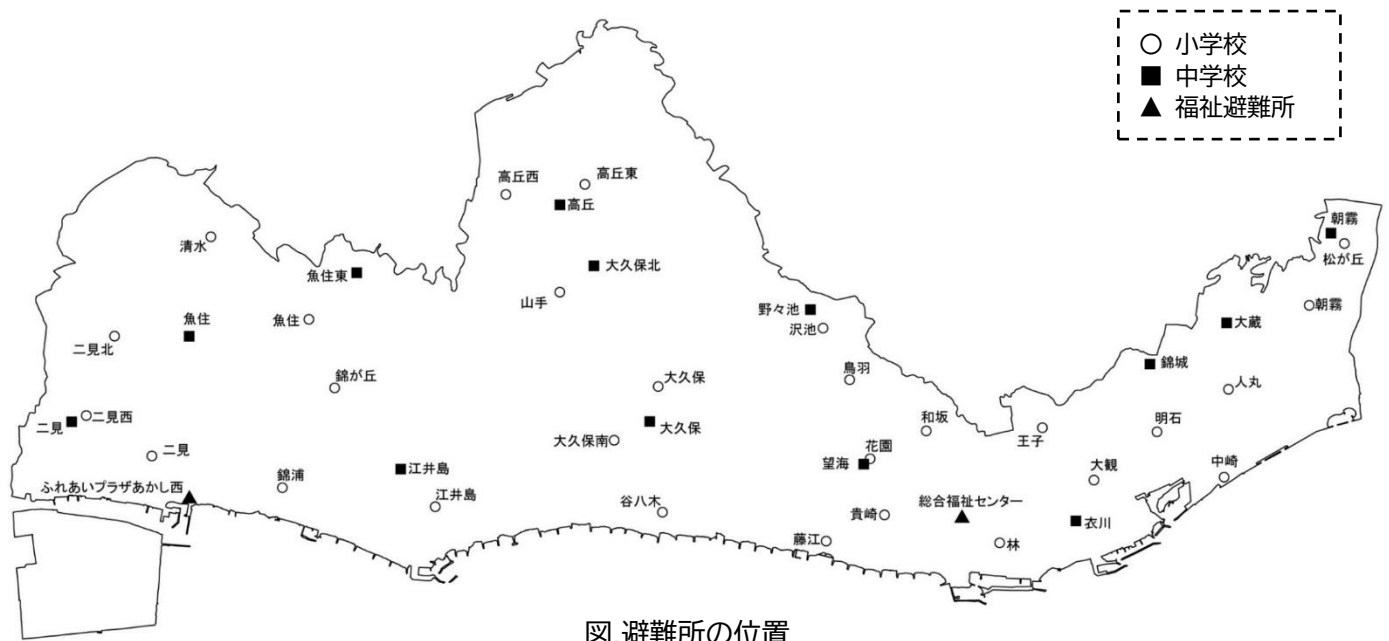 ○ 小学校
■ 中学校
▲ 福祉避難所
高丘西
高丘東
高丘
清水
魚住東
大久保北
山手
朝霧
松が丘
朝霧
魚住
魚住
野々池
沢池
大蔵
二見北
錦が丘
大久保
鳥羽
錦城
人丸
二見西
二見
大久保
和坂
王子
明石
大久保南
花園
望海
二見
江井島
大観
中崎
錦浦
ふれあいプラザあかし西
江井島
谷八木
貴崎
総合福祉センター
衣川
藤江
林
図 避難所の位置